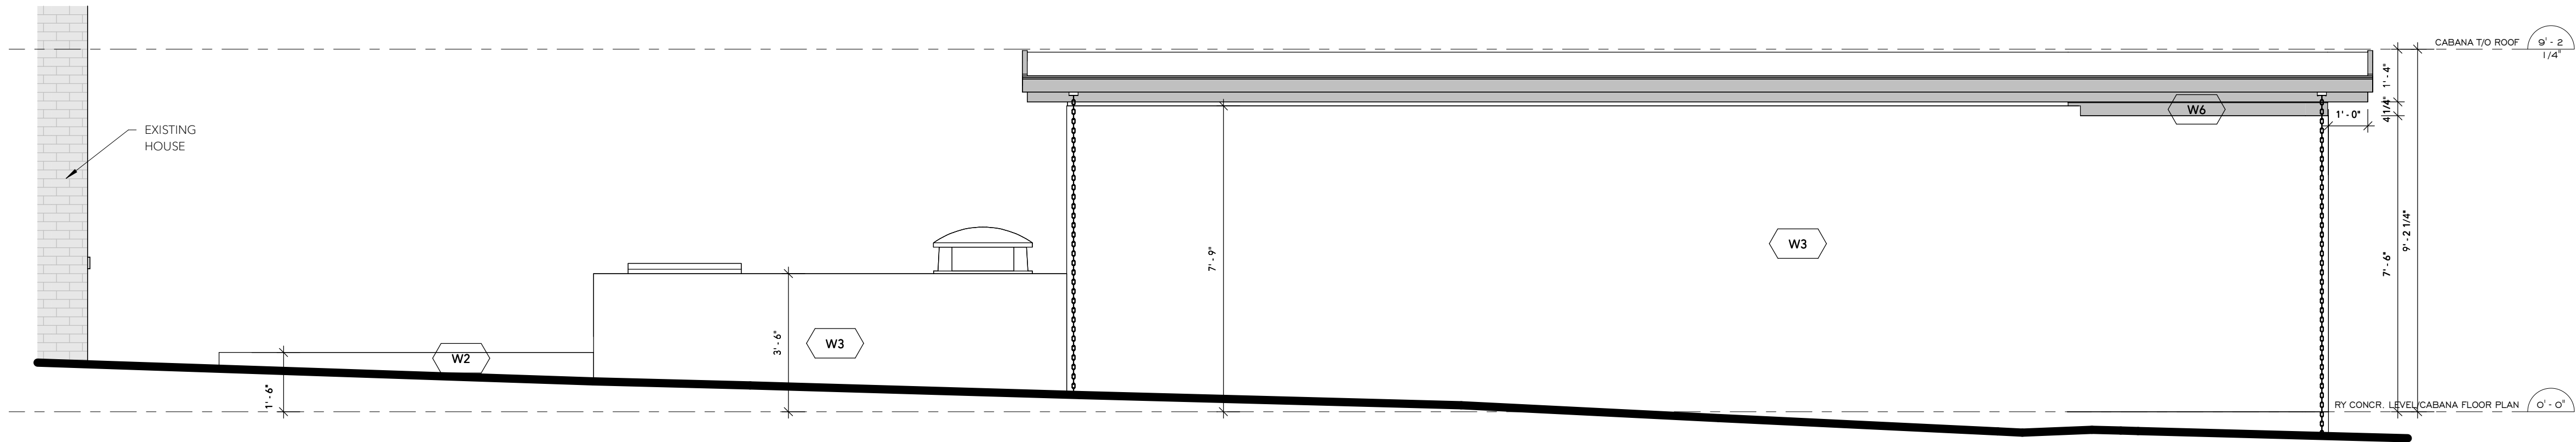 CABANA T/O ROOF
9' - 2
1/4"
1' - 4"
4 1/4"
W6
1' - 0"
EXISTING
HOUSE
9' - 2 1/4"
W3
7' - 9"
7' - 6"
3' - 6"
W3
W2
1' - 6"
RY CONCR. LEVEL/CABANA FLOOR PLAN
0' - 0"